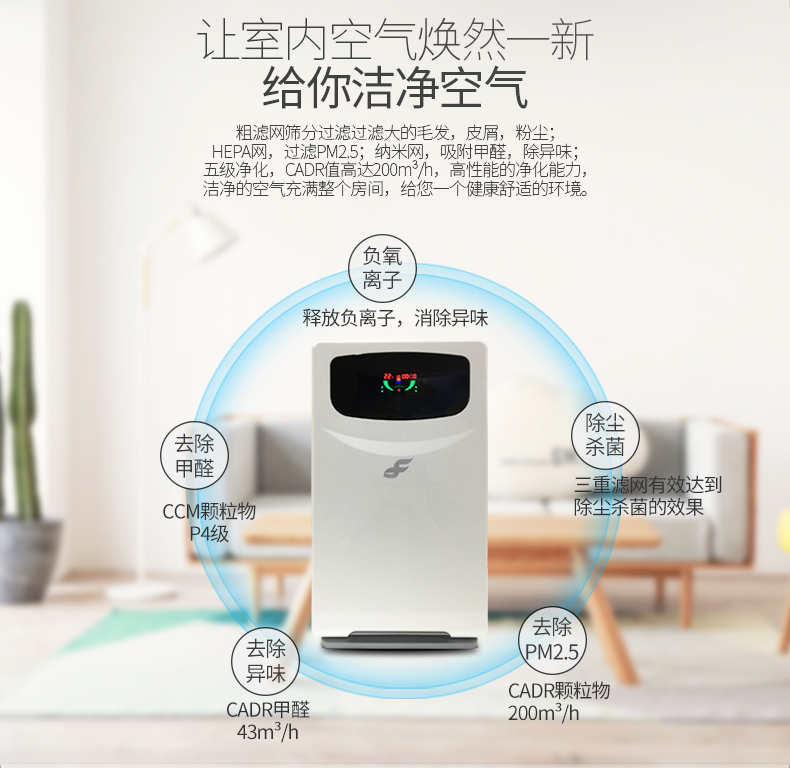 让室内空气焕然一新
给你洁净空气
粗滤网筛分过滤过滤大的毛发，皮屑，粉尘；
HEPA网，过滤PM2.5；纳米网，吸附甲醛，除异味；
五级净化，CADR值高达200m³/h，高性能的净化能力，
洁净的空气充满整个房间，给您一个健康舒适的环境。
负氧
离子
释放负离子，消除异味
去除
甲醛
CCM颗粒物
P4级
除尘
杀菌
三重滤网有效达到
除尘杀菌的效果
去除
异味
CADR甲醛
43m³/h
去除
PM2.5
CADR颗粒物
200m³/h